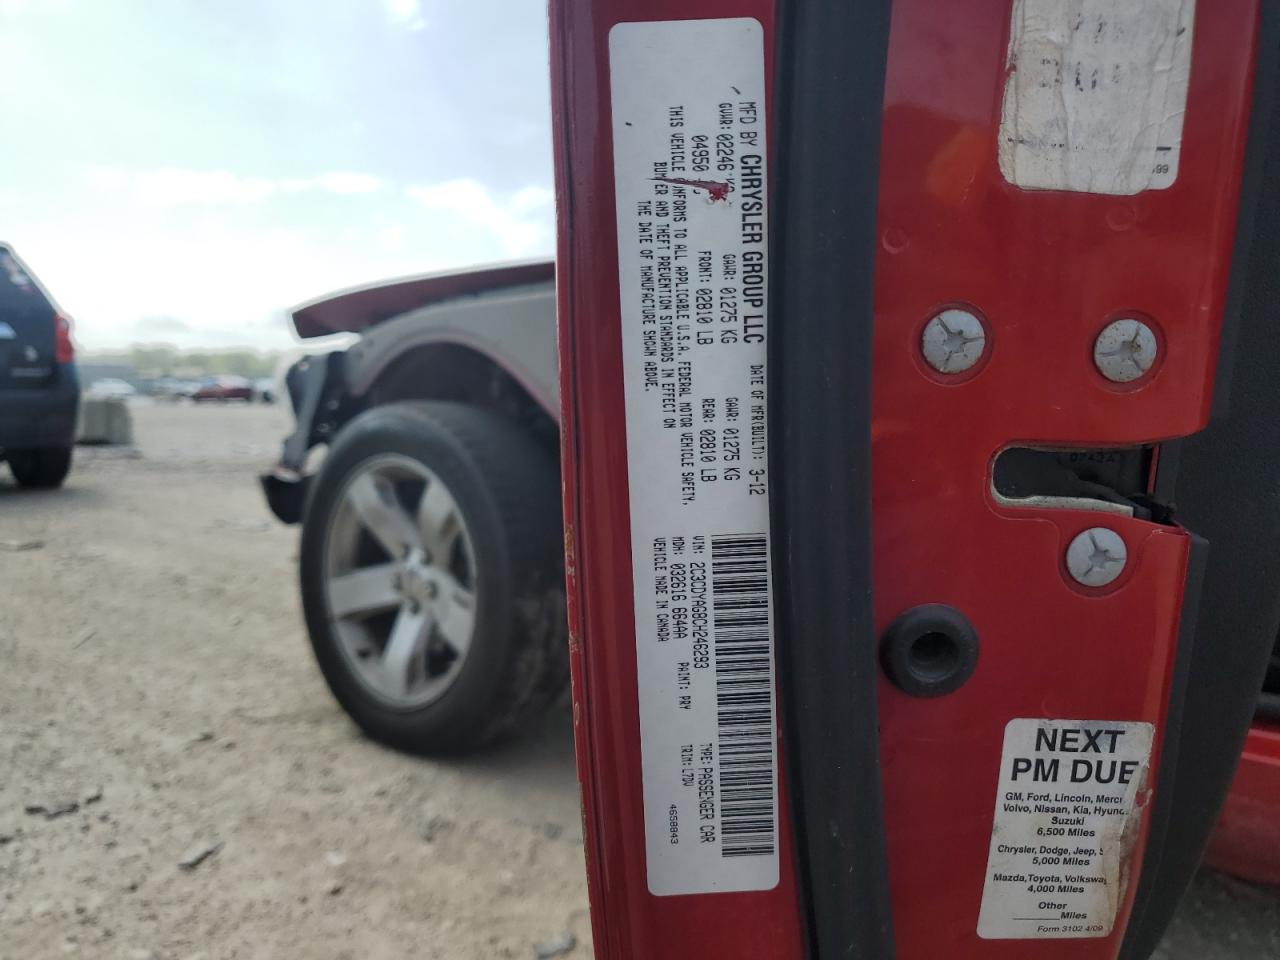 MFD BY CHRYSLER GROUP LLC DATE OF MFR(BUILT): 3-12
GVWR: 02246 KG GAWR: 01275 KG GAWR: 01275 KG
04950 FRONT: 02810 LB REAR: 02810 LB
THIS VEHICLE CONFORMS TO ALL APPLICABLE U.S.A. FEDERAL MOTOR VEHICLE SAFETY,
BUMPER AND THEFT PREVENTION STANDARDS IN EFFECT ON
THE DATE OF MANUFACTURE SHOWN ABOVE.
VIN: 2C3CDYAG8CH246293 TYPE: PASSENGER CAR
MDH: 032616 664AA PAINT: PRY TRIM: L7DV
VEHICLE MADE IN CANADA 4658843
NEXT
PM DUE
GM, Ford, Lincoln, Mercu
Volvo, Nissan, Kia, Hyund
Suzuki
6,500 Miles
Chrysler, Dodge, Jeep,
5,000 Miles
Mazda, Toyota, Volkswag
4,000 Miles
Other
Miles
Form 3102 4/09